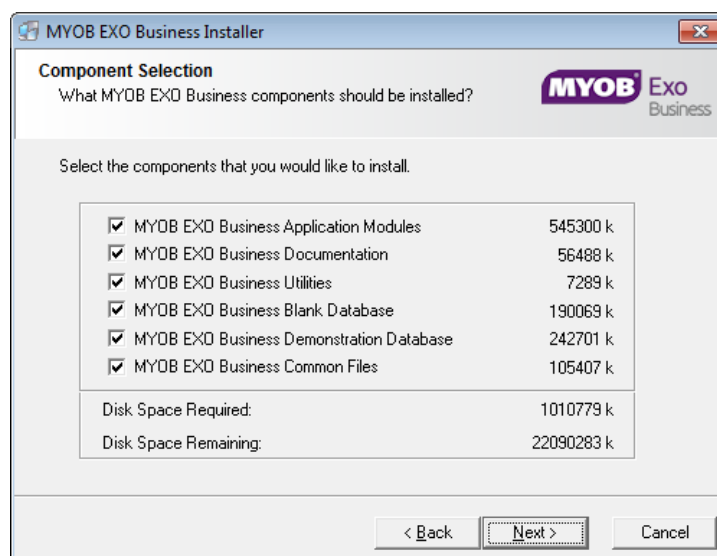 MYOB EXO Business Installer
Component Selection
What MYOB EXO Business components should be installed?
MYOB Exo
Business
Select the components that you would like to install.
MYOB EXO Business Application Modules 545300 k
MYOB EXO Business Documentation 56488 k
MYOB EXO Business Utilities 7289 k
MYOB EXO Business Blank Database 190069 k
MYOB EXO Business Demonstration Database 242701 k
MYOB EXO Business Common Files 105407 k
Disk Space Required: 1010779 k
Disk Space Remaining: 22090283 k
< Back Next > Cancel